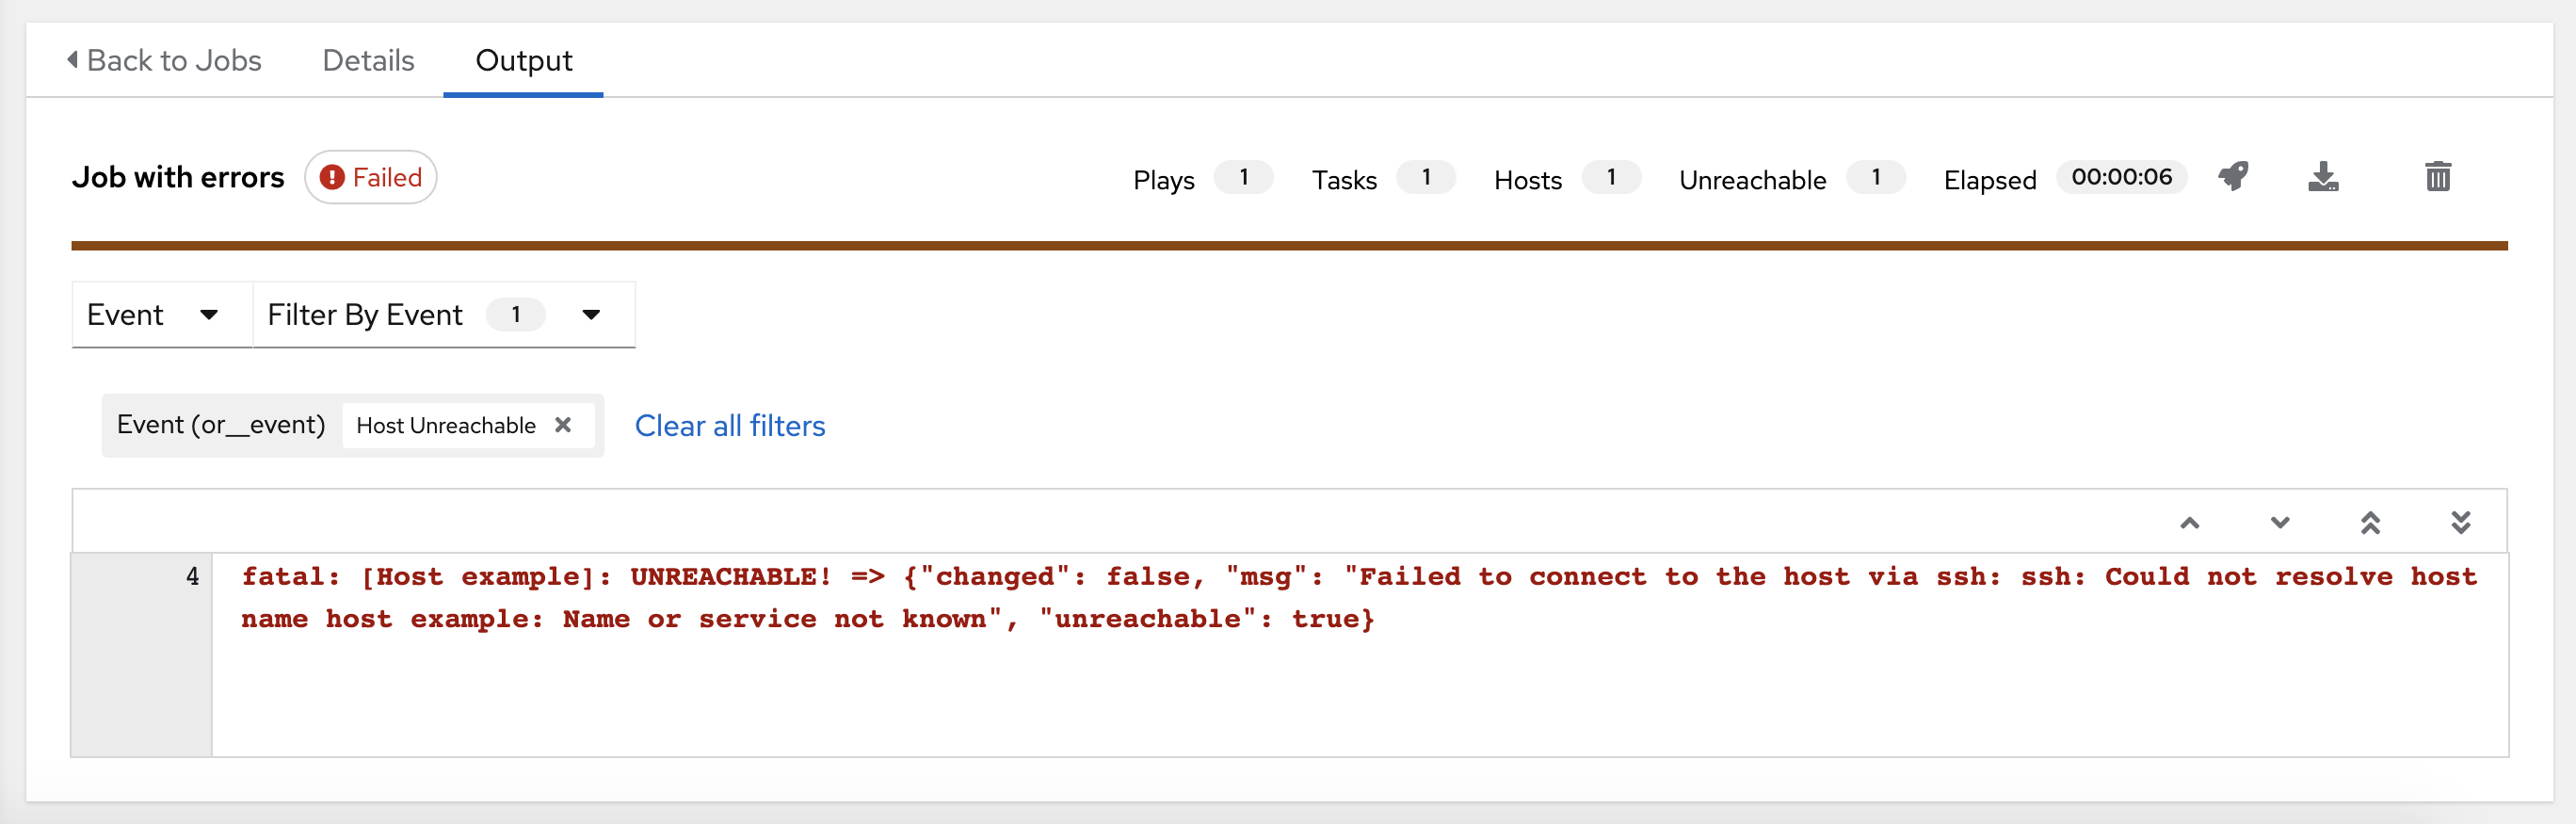 Back to Jobs Details Output
Job with errors Failed Plays 1 Tasks 1 Hosts 1 Unreachable 1 Elapsed 00:00:06
Event Filter By Event 1
Event (or__event) Host Unreachable Clear all filters
4 fatal: [Host example]: UNREACHABLE! => {"changed": false, "msg": "Failed to connect to the host via ssh: ssh: Could not resolve host
name host example: Name or service not known", "unreachable": true}